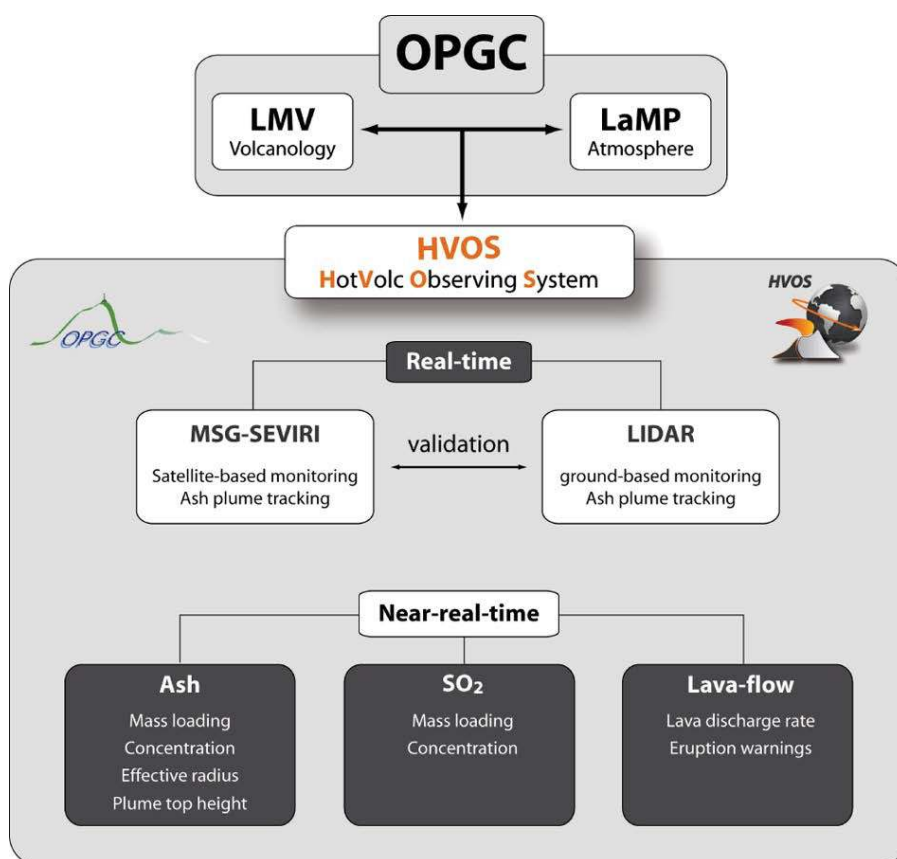 OPGC
LMV
Volcanology
LaMP
Atmosphere
HVOS
HotVolc Observing System
OPGC
HVOS
Real-time
MSG-SEVIRI
Satellite-based monitoring
Ash plume tracking
validation
LIDAR
ground-based monitoring
Ash plume tracking
Near-real-time
Ash
Mass loading
Concentration
Effective radius
Plume top height
SO₂
Mass loading
Concentration
Lava-flow
Lava discharge rate
Eruption warnings